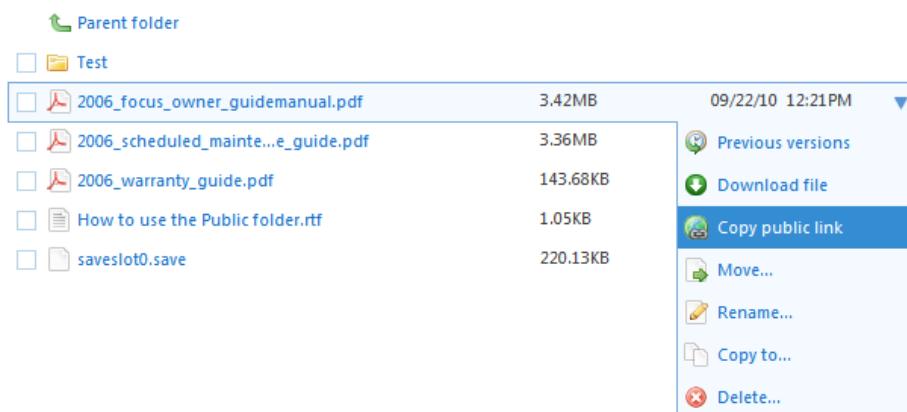 Parent folder
Test
2006_focus_owner_guidemanual.pdf 3.42MB 09/22/10 12:21PM
2006_scheduled_mainte...e_guide.pdf 3.36MB
Previous versions
2006_warranty_guide.pdf 143.68KB
Download file
How to use the Public folder.rtf 1.05KB
Copy public link
saveslot0.save 220.13KB
Move...
Rename...
Copy to...
Delete...